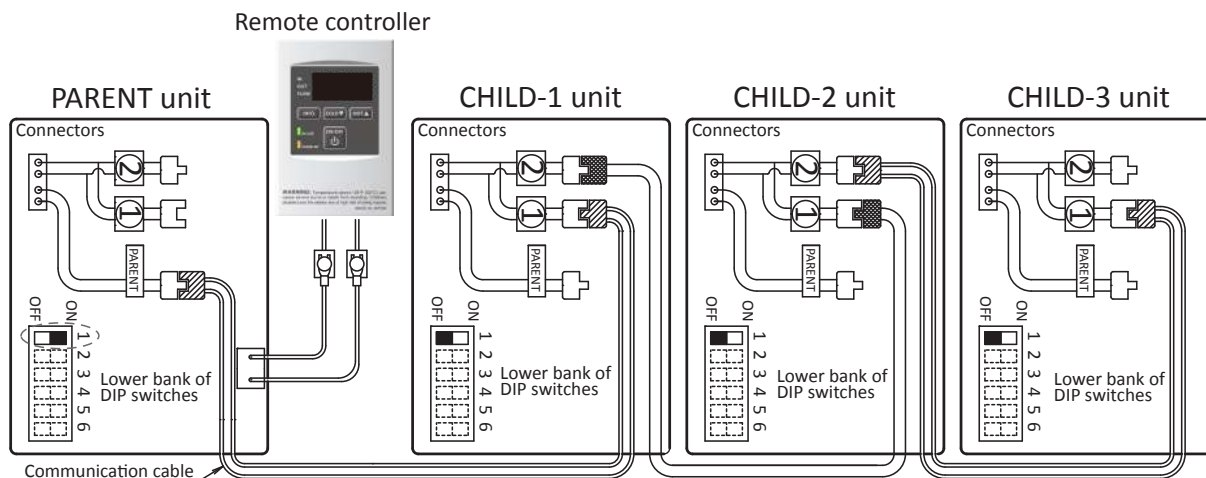 Remote controller
PARENT unit
CHILD-1 unit
CHILD-2 unit
CHILD-3 unit
Connectors
2
1
PARENT
OFF
ON
1
2
3
4
5
6
Lower bank of
DIP switches
Communication cable
Connectors
2
1
PARENT
OFF
ON
1
2
3
4
5
6
Lower bank of
DIP switches
Connectors
2
1
PARENT
OFF
ON
1
2
3
4
5
6
Lower bank of
DIP switches
Connectors
2
1
PARENT
OFF
ON
1
2
3
4
5
6
Lower bank of
DIP switches